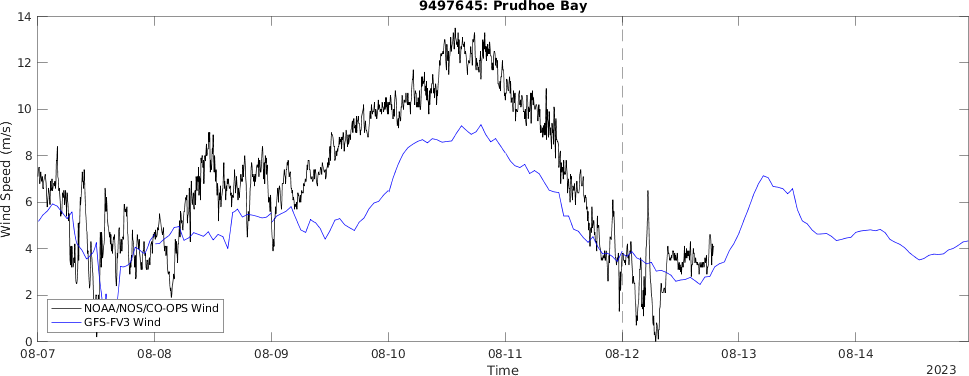 9497645: Prudhoe Bay
14
12
10
8
6
4
2
0
Wind Speed (m/s)
NOAA/NOS/CO-OPS Wind
GFS-FV3 Wind
08-07 08-08 08-09 08-10 08-11 08-12 08-13 08-14
Time
2023